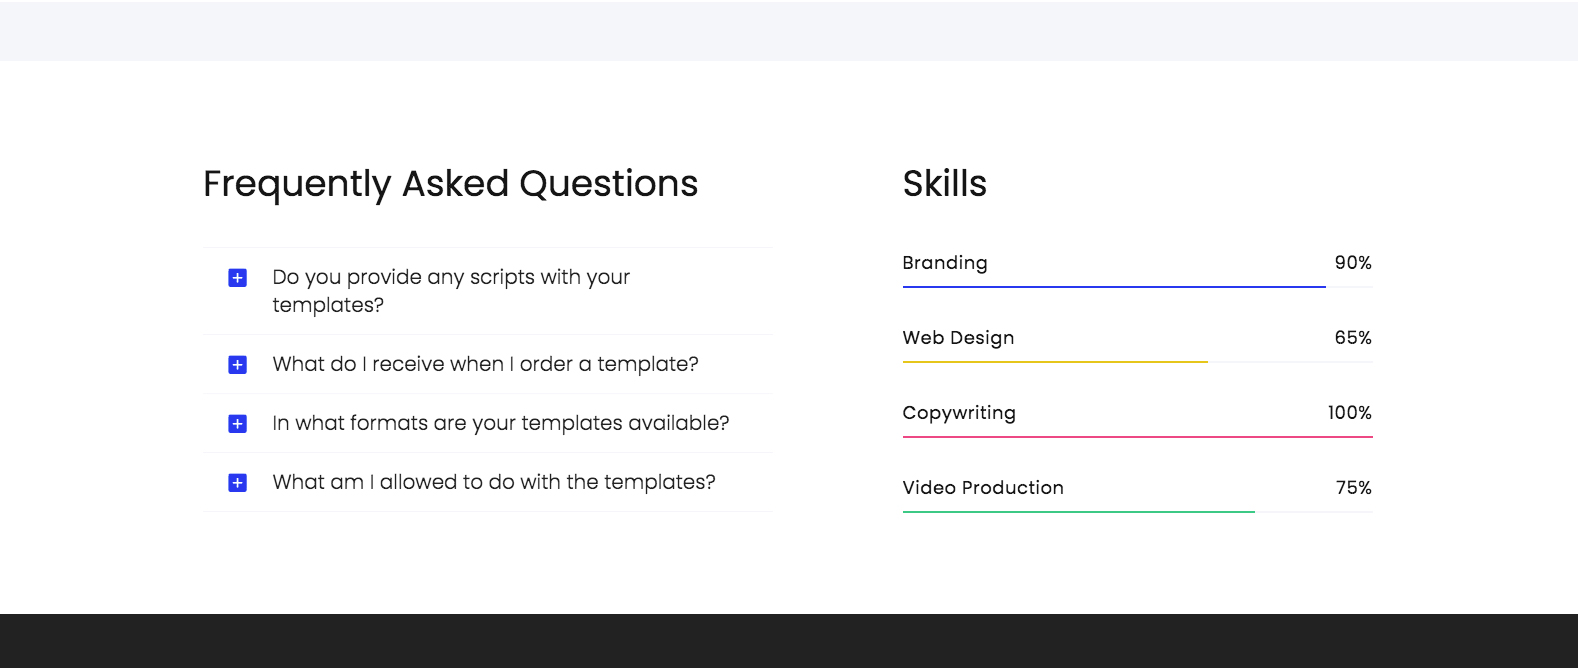 Frequently Asked Questions
Do you provide any scripts with your
templates?
What do I receive when I order a template?
In what formats are your templates available?
What am I allowed to do with the templates?
Skills
Branding 90%
Web Design 65%
Copywriting 100%
Video Production 75%